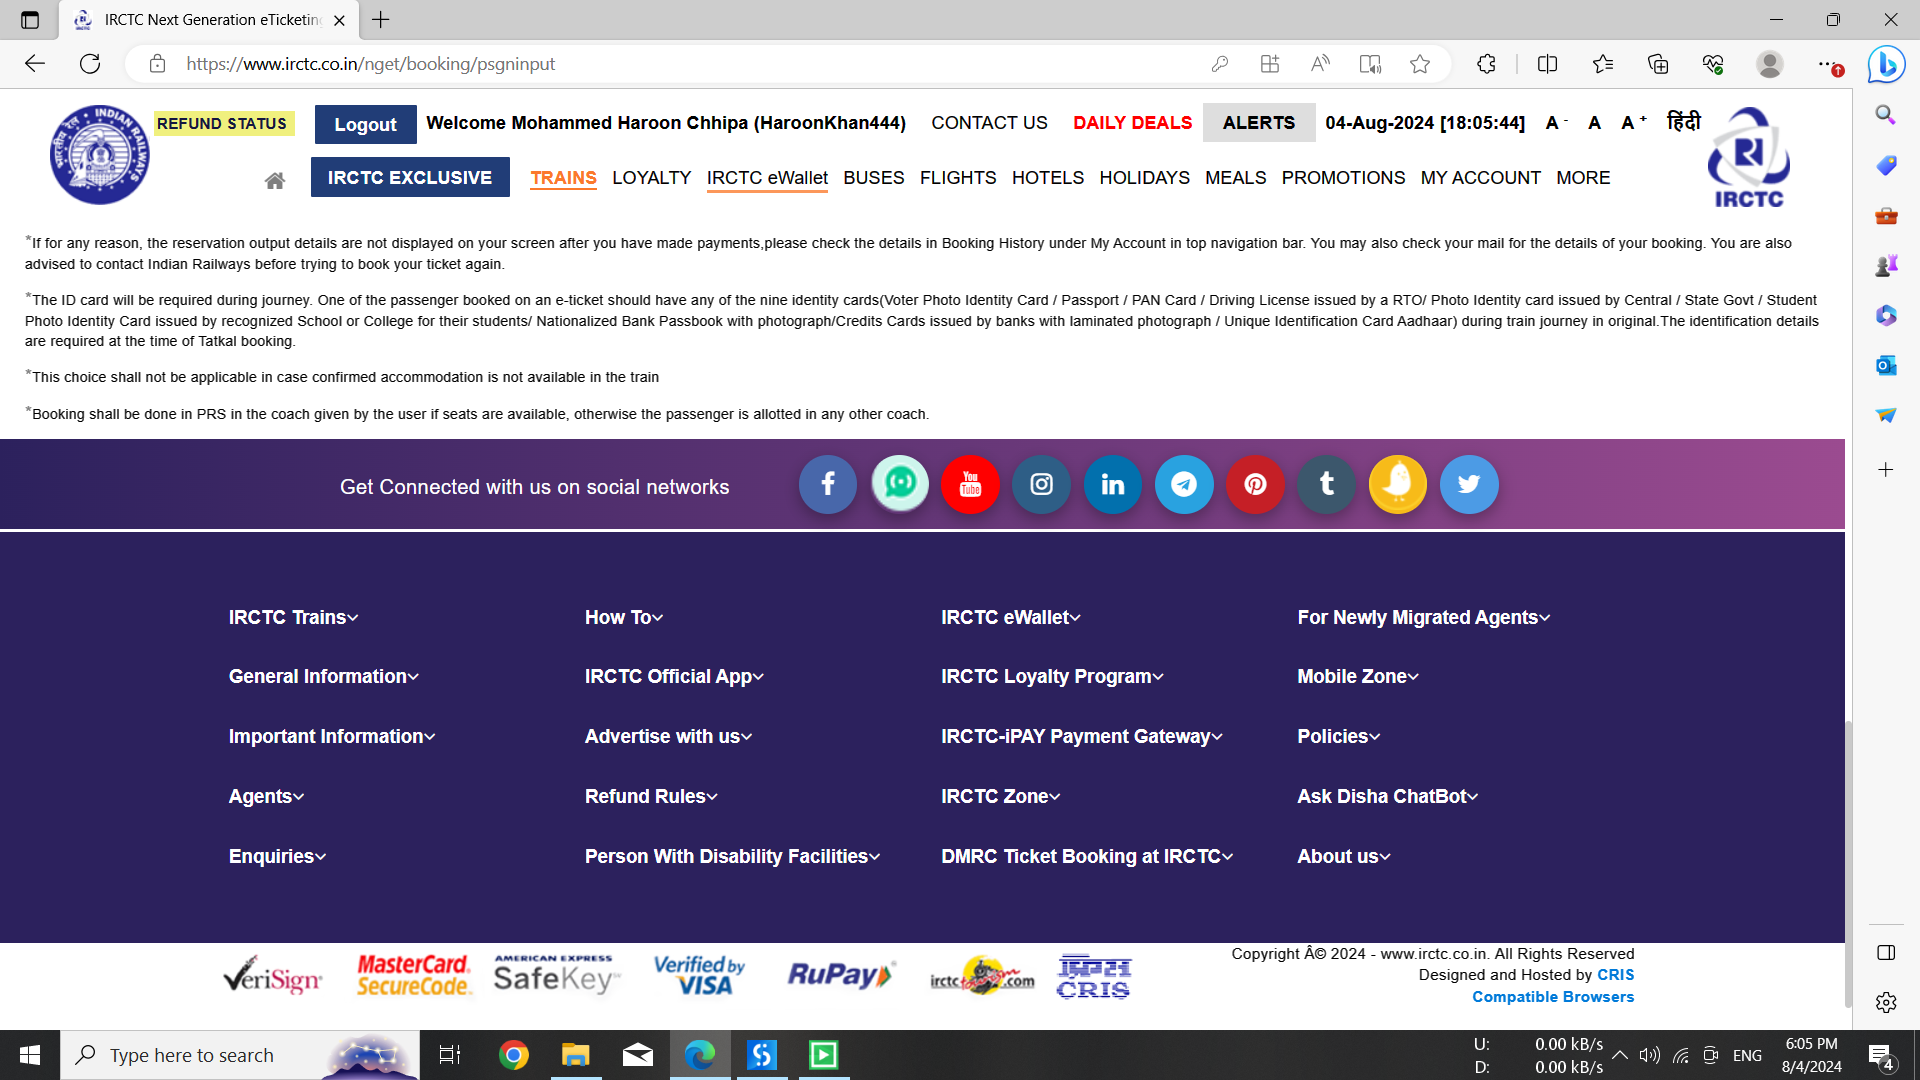 IRCTC Next Generation eTicketing
https://www.irctc.co.in/nget/booking/psgninput
INDIAN RAILWAYS
भारतीय रेल
REFUND STATUS
Logout
Welcome Mohammed Haroon Chhipa (HaroonKhan444)
CONTACT US
DAILY DEALS
ALERTS
04-Aug-2024 [18:05:44]
A -
A
A +
हिंदी
IRCTC
IRCTC EXCLUSIVE
TRAINS
LOYALTY
IRCTC eWallet
BUSES
FLIGHTS
HOTELS
HOLIDAYS
MEALS
PROMOTIONS
MY ACCOUNT
MORE
*If for any reason, the reservation output details are not displayed on your screen after you have made payments,please check the details in Booking History under My Account in top navigation bar. You may also check your mail for the details of your booking. You are also
advised to contact Indian Railways before trying to book your ticket again.
*The ID card will be required during journey. One of the passenger booked on an e-ticket should have any of the nine identity cards(Voter Photo Identity Card / Passport / PAN Card / Driving License issued by a RTO/ Photo Identity card issued by Central / State Govt / Student
Photo Identity Card issued by recognized School or College for their students/ Nationalized Bank Passbook with photograph/Credits Cards issued by banks with laminated photograph / Unique Identification Card Aadhaar) during train journey in original.The identification details
are required at the time of Tatkal booking.
*This choice shall not be applicable in case confirmed accommodation is not available in the train
*Booking shall be done in PRS in the coach given by the user if seats are available, otherwise the passenger is allotted in any other coach.
Get Connected with us on social networks
You Tube
IRCTC Trains
How To
IRCTC eWallet
For Newly Migrated Agents
General Information
IRCTC Official App
IRCTC Loyalty Program
Mobile Zone
Important Information
Advertise with us
IRCTC-iPAY Payment Gateway
Policies
Agents
Refund Rules
IRCTC Zone
Ask Disha ChatBot
Enquiries
Person With Disability Facilities
DMRC Ticket Booking at IRCTC
About us
VeriSign
MasterCard.
SecureCode.
AMERICAN EXPRESS
SafeKey
Verified by
VISA
RuPay
irctc tourism .com
CRIS
Copyright Â© 2024 - www.irctc.co.in. All Rights Reserved
Designed and Hosted by CRIS
Compatible Browsers
Type here to search
U: 0.00 kB/s
D: 0.00 kB/s
ENG
6:05 PM
8/4/2024
4